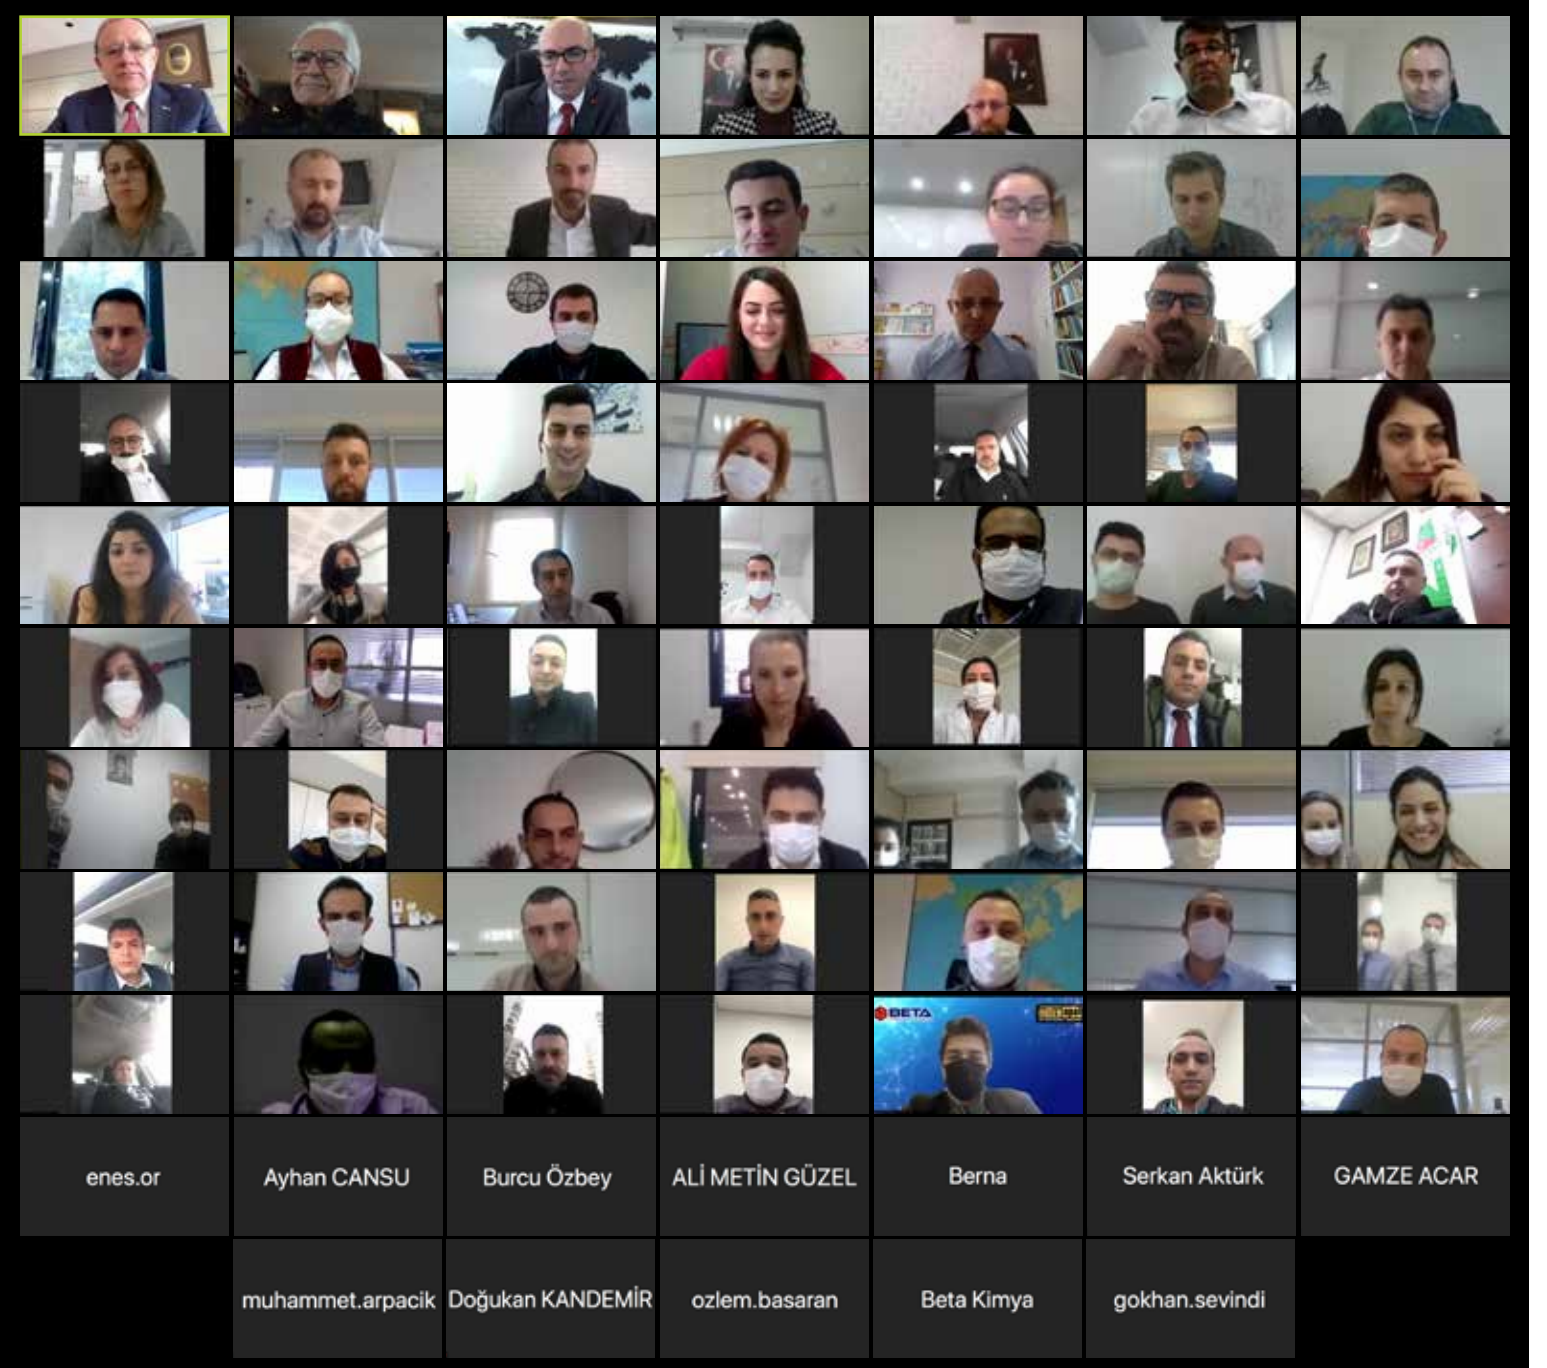 BETA
enes.or
Ayhan CANSU
Burcu Özbey
ALİ METİN GÜZEL
Berna
Serkan Aktürk
GAMZE ACAR
muhammet.arpacik
Doğukan KANDEMİR
ozlem.basaran
Beta Kimya
gokhan.sevindi